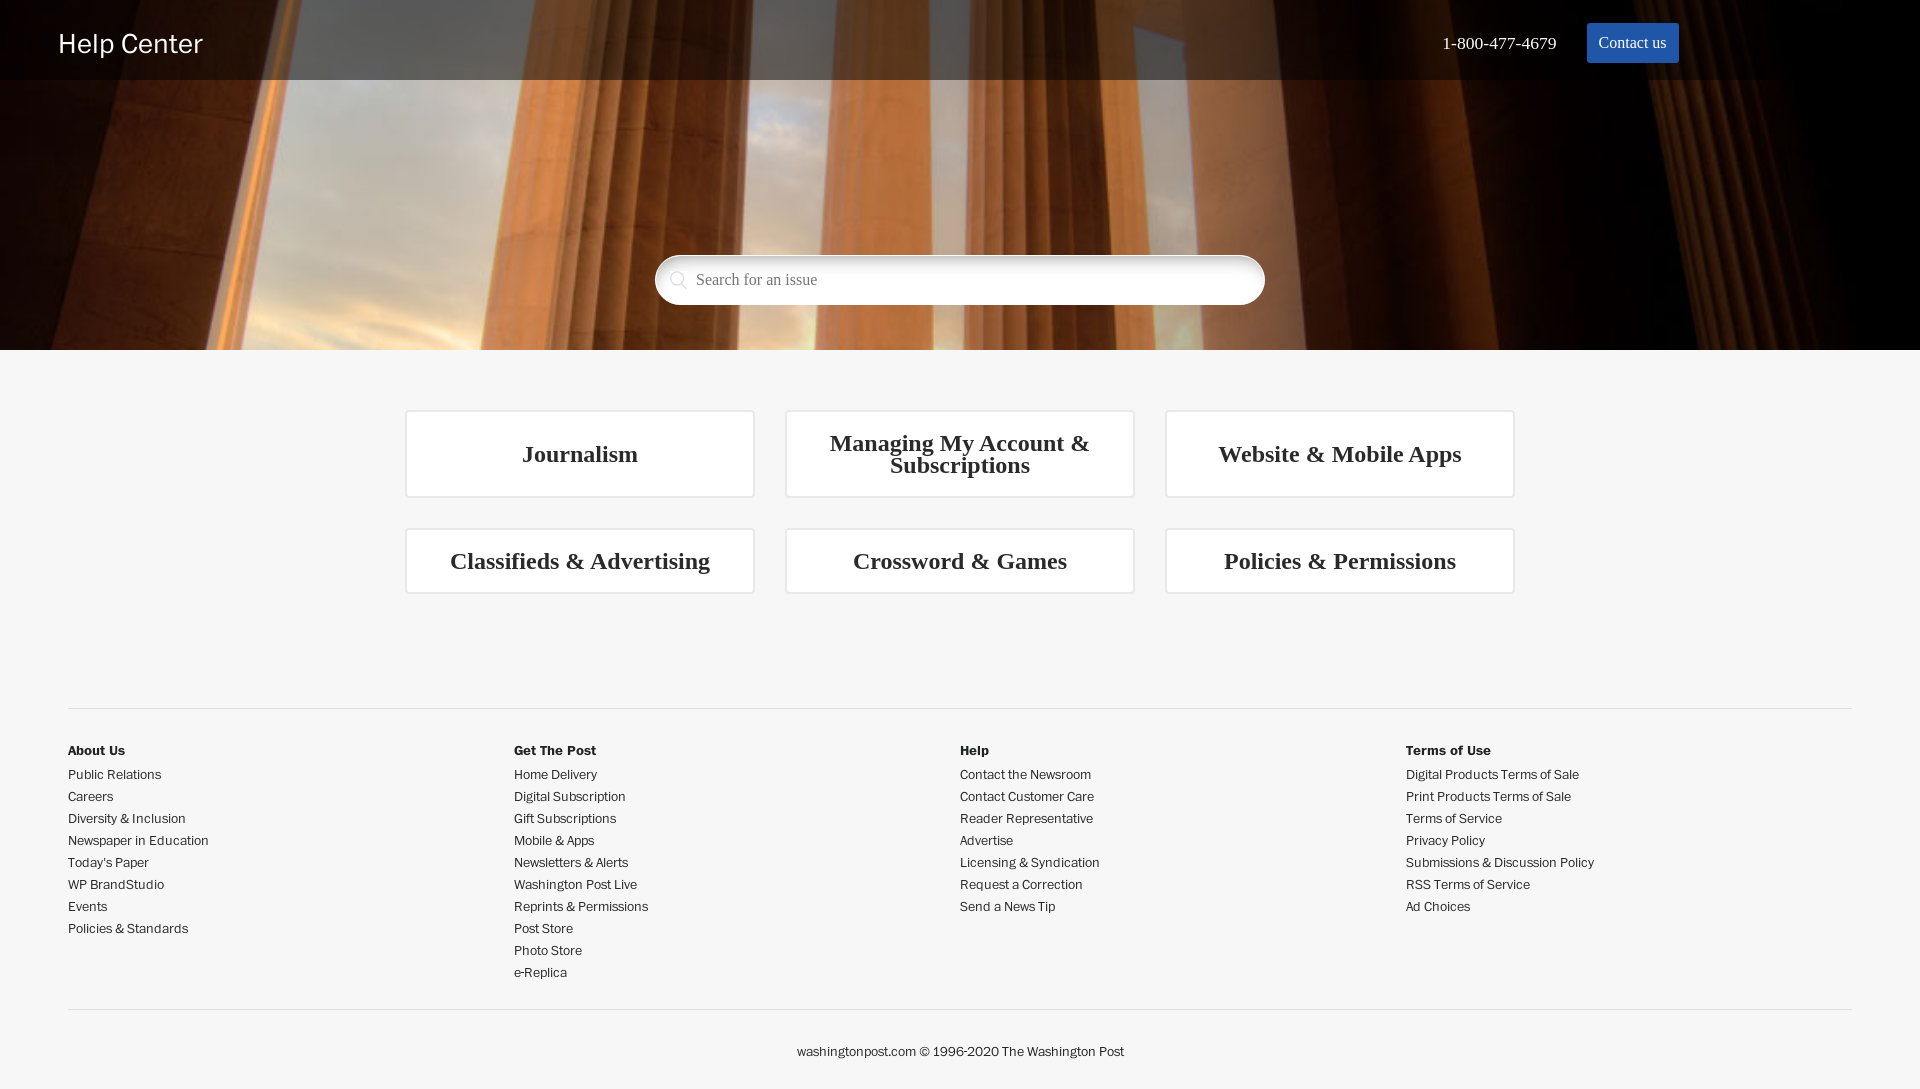 Help Center
1-800-477-4679
Contact us
Search for an issue
Journalism
Managing My Account &
Subscriptions
Website & Mobile Apps
Classifieds & Advertising
Crossword & Games
Policies & Permissions
About Us
Public Relations
Careers
Diversity & Inclusion
Newspaper in Education
Today's Paper
WP BrandStudio
Events
Policies & Standards
Get The Post
Home Delivery
Digital Subscription
Gift Subscriptions
Mobile & Apps
Newsletters & Alerts
Washington Post Live
Reprints & Permissions
Post Store
Photo Store
e-Replica
Help
Contact the Newsroom
Contact Customer Care
Reader Representative
Advertise
Licensing & Syndication
Request a Correction
Send a News Tip
Terms of Use
Digital Products Terms of Sale
Print Products Terms of Sale
Terms of Service
Privacy Policy
Submissions & Discussion Policy
RSS Terms of Service
Ad Choices
washingtonpost.com © 1996-2020 The Washington Post